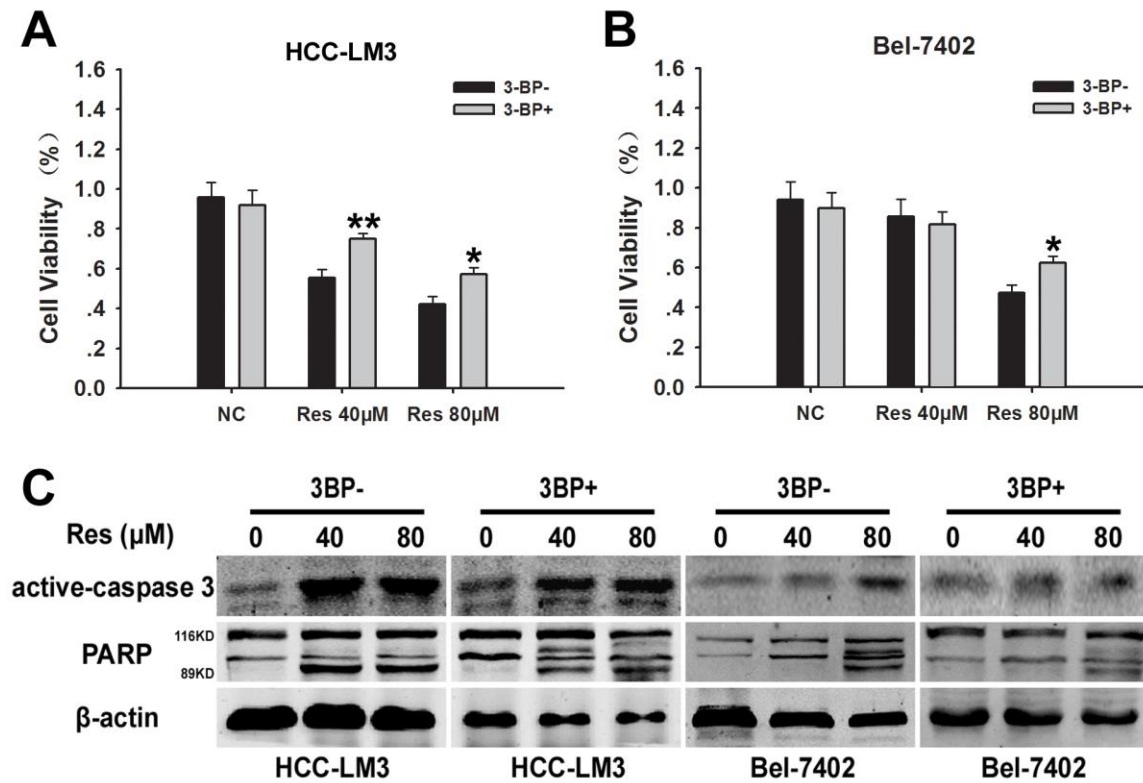 A
HCC-LM3
3-BP-
3-BP+
Cell Viability (%)
1.6
1.4
1.2
1.0
.8
.6
.4
.2
0.0
**
*
NC
Res 40μM
Res 80μM
B
Bel-7402
3-BP-
3-BP+
Cell Viability (%)
1.6
1.4
1.2
1.0
.8
.6
.4
.2
0.0
*
NC
Res 40μM
Res 80μM
C
3BP- 3BP+ 3BP- 3BP+
Res (μM) 0 40 80 0 40 80 0 40 80 0 40 80
active-caspase 3
116KD
PARP
89KD
β-actin
HCC-LM3 HCC-LM3 Bel-7402 Bel-7402